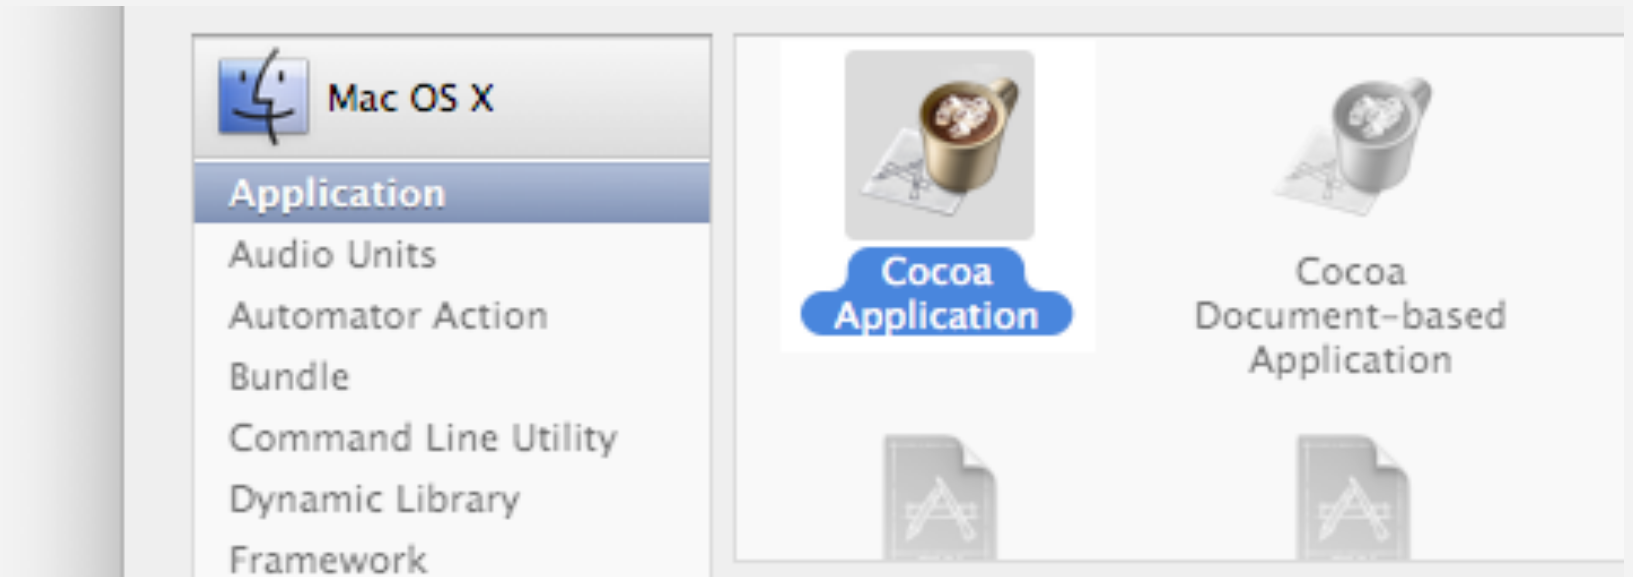 Mac OS X
Application
Audio Units
Automator Action
Bundle
Command Line Utility
Dynamic Library
Framework
Cocoa
Application
Cocoa
Document-based
Application